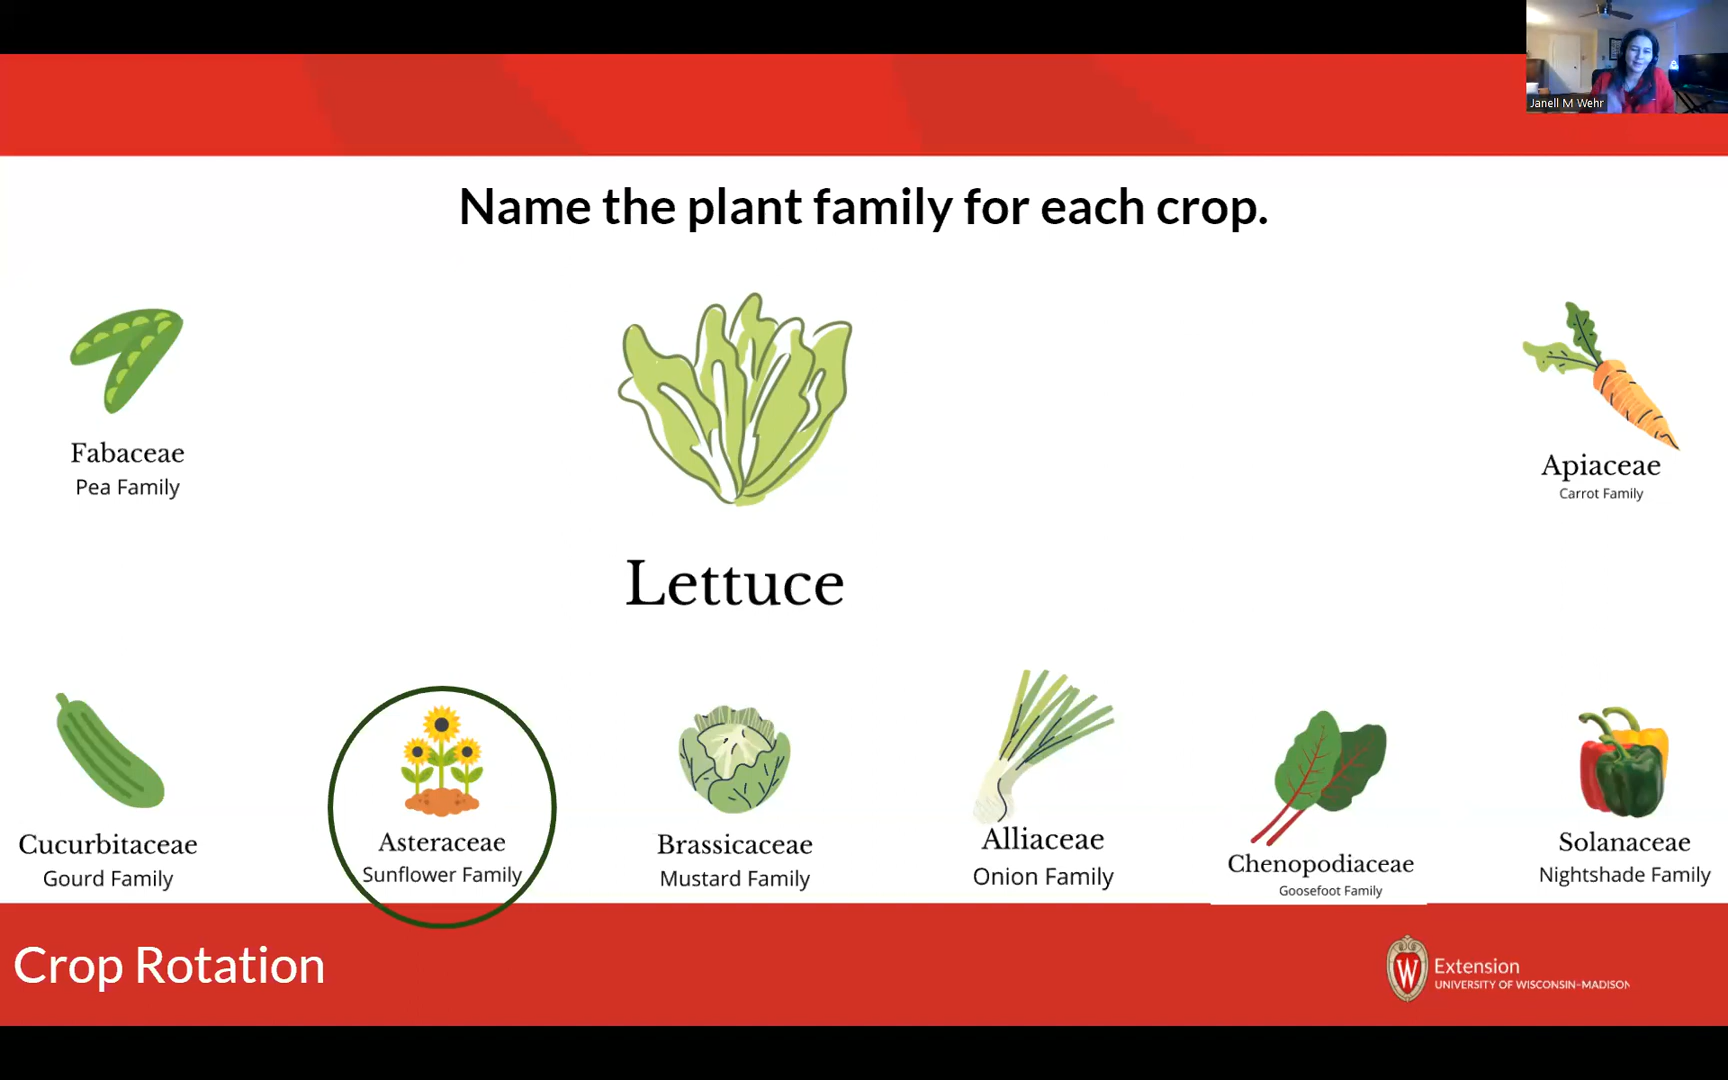 Janell M Wehr
Name the plant family for each crop.
Fabaceae
Pea Family
Apiaceae
Carrot Family
Lettuce
Cucurbitaceae
Gourd Family
Asteraceae
Sunflower Family
Brassicaceae
Mustard Family
Alliaceae
Onion Family
Chenopodiaceae
Goosefoot Family
Solanaceae
Nightshade Family
Crop Rotation
W
Extension
UNIVERSITY OF WISCONSIN–MADISON